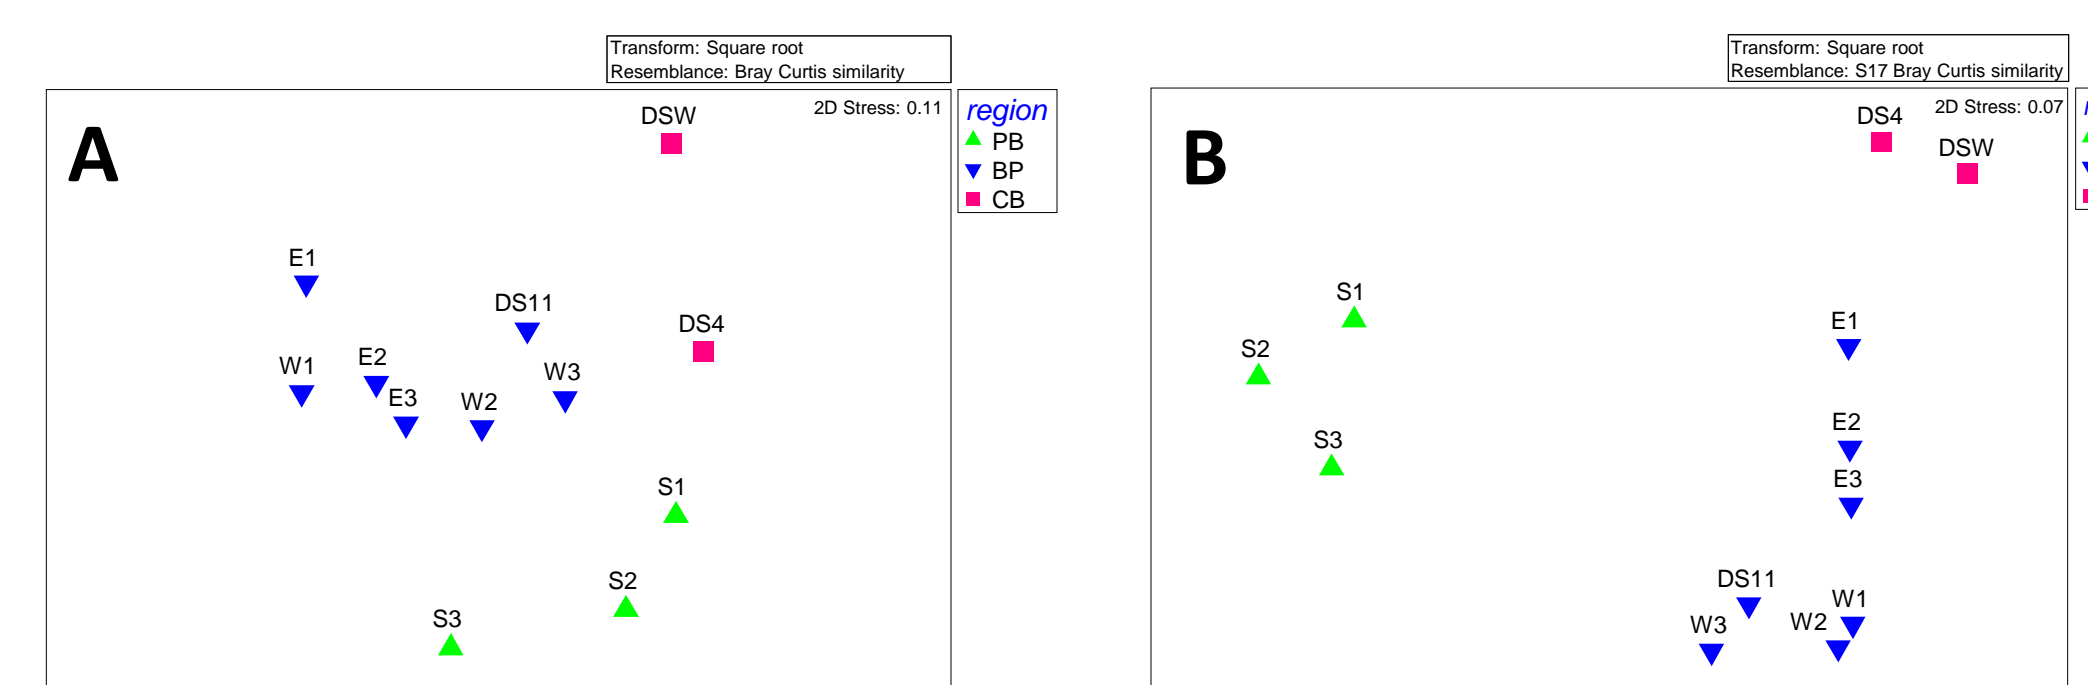 Transform: Square root
Resemblance: Bray Curtis similarity
A
2D Stress: 0.11
region
PB
BP
CB
DSW
E1
DS11
DS4
W1
E2
E3
W2
W3
S1
S2
S3
Transform: Square root
Resemblance: S17 Bray Curtis similarity
B
2D Stress: 0.07
DS4
DSW
S1
S2
S3
E1
E2
E3
DS11
W1
W2
W3